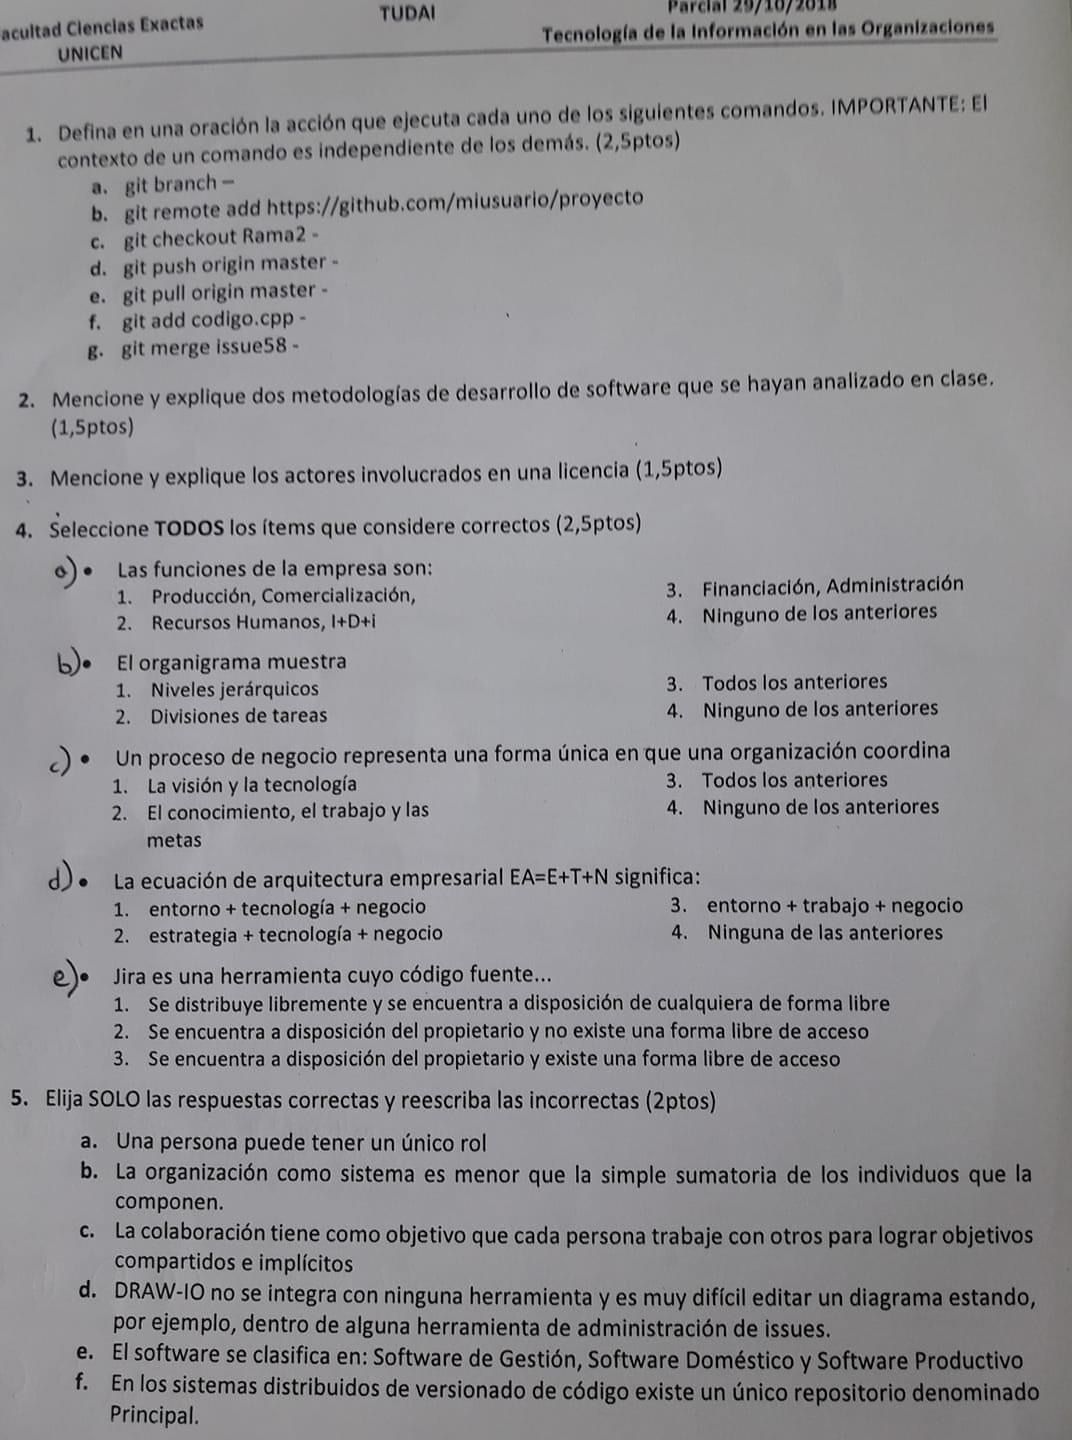 acultad Ciencias Exactas
TUDAI
Parcial 29/10/2018
UNICEN
Tecnología de la Información en las Organizaciones
1. Defina en una oración la acción que ejecuta cada uno de los siguientes comandos. IMPORTANTE: El
contexto de un comando es independiente de los demás. (2,5ptos)
a. git branch –
b. git remote add https://github.com/miusuario/proyecto
c. git checkout Rama2 -
d. git push origin master -
e. git pull origin master -
f. git add codigo.cpp -
g. git merge issue58 -
2. Mencione y explique dos metodologías de desarrollo de software que se hayan analizado en clase.
(1,5ptos)
3. Mencione y explique los actores involucrados en una licencia (1,5ptos)
4. Seleccione TODOS los ítems que considere correctos (2,5ptos)
a) • Las funciones de la empresa son:
1. Producción, Comercialización,
2. Recursos Humanos, I+D+i
3. Financiación, Administración
4. Ninguno de los anteriores
b) • El organigrama muestra
1. Niveles jerárquicos
2. Divisiones de tareas
3. Todos los anteriores
4. Ninguno de los anteriores
c) • Un proceso de negocio representa una forma única en que una organización coordina
1. La visión y la tecnología
2. El conocimiento, el trabajo y las
metas
3. Todos los anteriores
4. Ninguno de los anteriores
d) • La ecuación de arquitectura empresarial EA=E+T+N significa:
1. entorno + tecnología + negocio
2. estrategia + tecnología + negocio
3. entorno + trabajo + negocio
4. Ninguna de las anteriores
e) • Jira es una herramienta cuyo código fuente...
1. Se distribuye libremente y se encuentra a disposición de cualquiera de forma libre
2. Se encuentra a disposición del propietario y no existe una forma libre de acceso
3. Se encuentra a disposición del propietario y existe una forma libre de acceso
5. Elija SOLO las respuestas correctas y reescriba las incorrectas (2ptos)
a. Una persona puede tener un único rol
b. La organización como sistema es menor que la simple sumatoria de los individuos que la
componen.
c. La colaboración tiene como objetivo que cada persona trabaje con otros para lograr objetivos
compartidos e implícitos
d. DRAW-IO no se integra con ninguna herramienta y es muy difícil editar un diagrama estando,
por ejemplo, dentro de alguna herramienta de administración de issues.
e. El software se clasifica en: Software de Gestión, Software Doméstico y Software Productivo
f. En los sistemas distribuidos de versionado de código existe un único repositorio denominado
Principal.